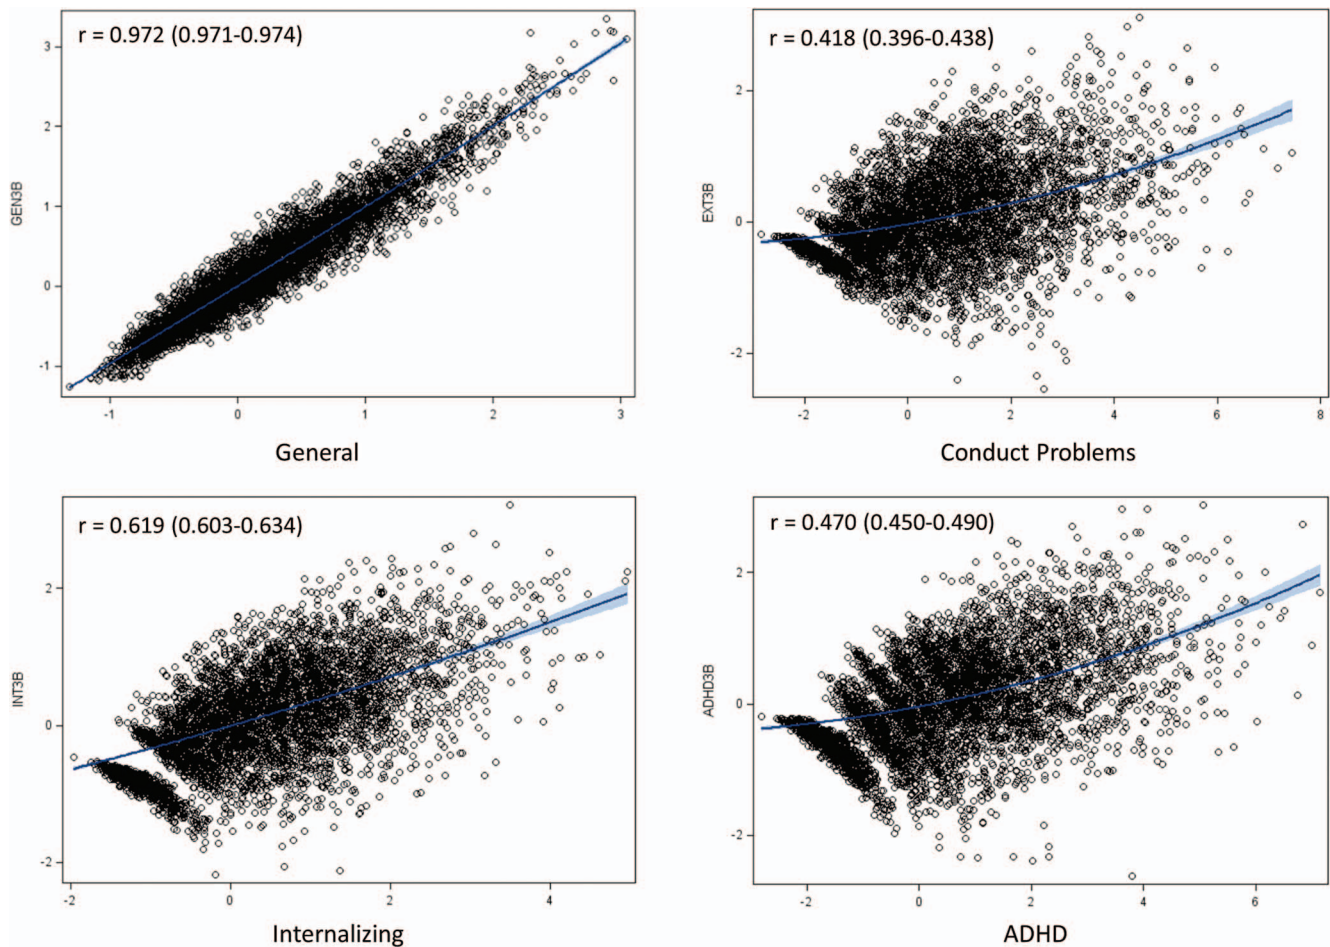 r = 0.972 (0.971-0.974)
GEN3B
3
2
1
0
-1
-1 0 1 2 3
General
r = 0.418 (0.396-0.438)
EXT3B
2
0
-2
-2 0 2 4 6 8
Conduct Problems
r = 0.619 (0.603-0.634)
INT3B
2
0
-2
-2 0 2 4
Internalizing
r = 0.470 (0.450-0.490)
ADHD3B
2
0
-2
-2 0 2 4 6
ADHD